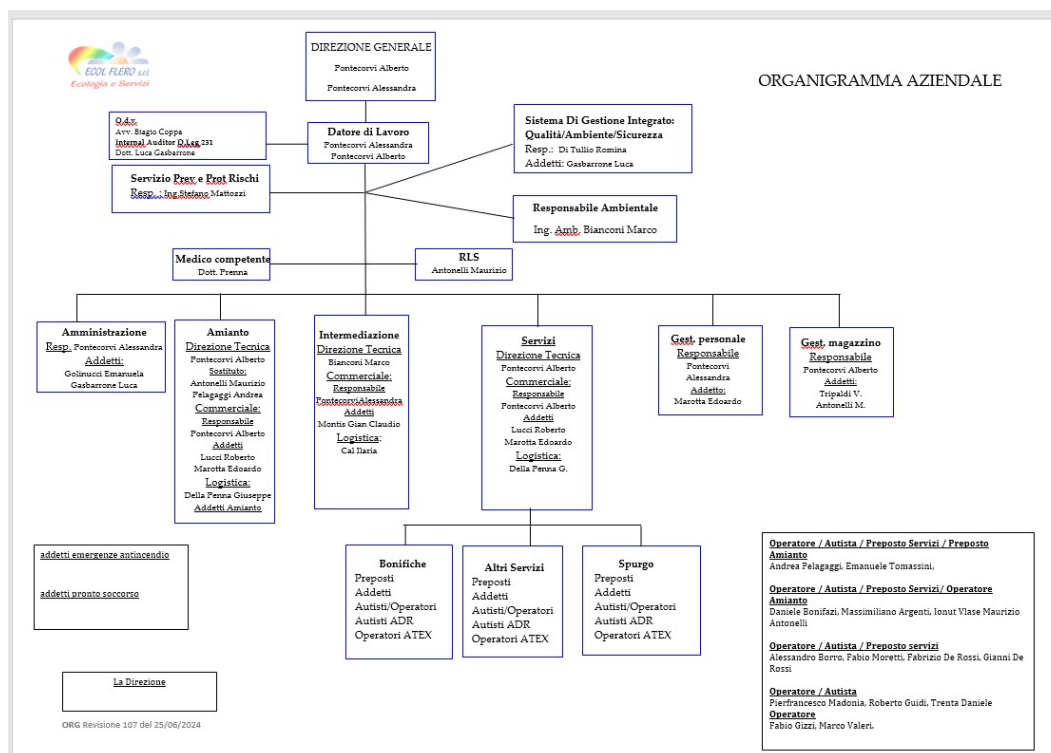 ECOL FLERO s.r.l.
Ecologia e Servizi
DIREZIONE GENERALE
Pontecorvi Alberto
Pontecorvi Alessandra
ORGANIGRAMMA AZIENDALE
O.d.v.
Avv. Biagio Coppa
Internal Auditor D.Leg 231
Dott. Luca Gasbarrone
Datore di Lavoro
Pontecorvi Alessandra
Pontecorvi Alberto
Sistema Di Gestione Integrato:
Qualità/Ambiente/Sicurezza
Resp.: Di Tullio Romina
Addetti: Gasbarrone Luca
Servizio Prev e Prot Rischi
Resp. : Ing.Stefano Mattozzi
Responsabile Ambientale
Ing. Amb. Bianconi Marco
Medico competente
Dott. Prenna
RLS
Antonelli Maurizio
Amministrazione
Resp. Pontecorvi Alessandra
Addetti:
Golinucci Emanuela
Gasbarrone Luca
Amianto
Direzione Tecnica
Pontecorvi Alberto
Sostituto:
Antonelli Maurizio
Pelagaggi Andrea
Commerciale:
Responsabile
Pontecorvi Alberto
Addetti
Lucci Roberto
Marotta Edoardo
Logistica:
Della Penna Giuseppe
Addetti Amianto
Intermediazione
Direzione Tecnica
Bianconi Marco
Commerciale:
Responsabile
PontecorviAlessandra
Addetti
Montis Gian Claudio
Logistica:
Cal Ilaria
Servizi
Direzione Tecnica
Pontecorvi Alberto
Commerciale:
Responsabile
Pontecorvi Alberto
Addetti
Lucci Roberto
Marotta Edoardo
Logistica:
Della Penna G.
Gest. personale
Responsabile
Pontecorvi
Alessandra
Addetto:
Marotta Edoardo
Gest. magazzino
Responsabile
Pontecorvi Alberto
Addetti:
Tripaldi V.
Antonelli M.
addetti emergenze antincendio
addetti pronto soccorso
Bonifiche
Preposti
Addetti
Autisti/Operatori
Autisti ADR
Operatori ATEX
Altri Servizi
Preposti
Addetti
Autisti/Operatori
Autisti ADR
Operatori ATEX
Spurgo
Preposti
Addetti
Autisti/Operatori
Autisti ADR
Operatori ATEX
Operatore / Autista / Preposto Servizi / Preposto
Amianto
Andrea Pelagaggi, Emanuele Tomassini,
Operatore / Autista / Preposto Servizi/ Operatore
Amianto
Daniele Bonifazi, Massimiliano Argenti, Ionut Vlase Maurizio
Antonelli
Operatore / Autista / Preposto servizi
Alessandro Borro, Fabio Moretti, Fabrizio De Rossi, Gianni De
Rossi
Operatore / Autista
Pierfrancesco Madonia, Roberto Guidi, Trenta Daniele
Operatore
Fabio Gizzi, Marco Valeri.
La Direzione
ORG Revisione 107 del 25/06/2024